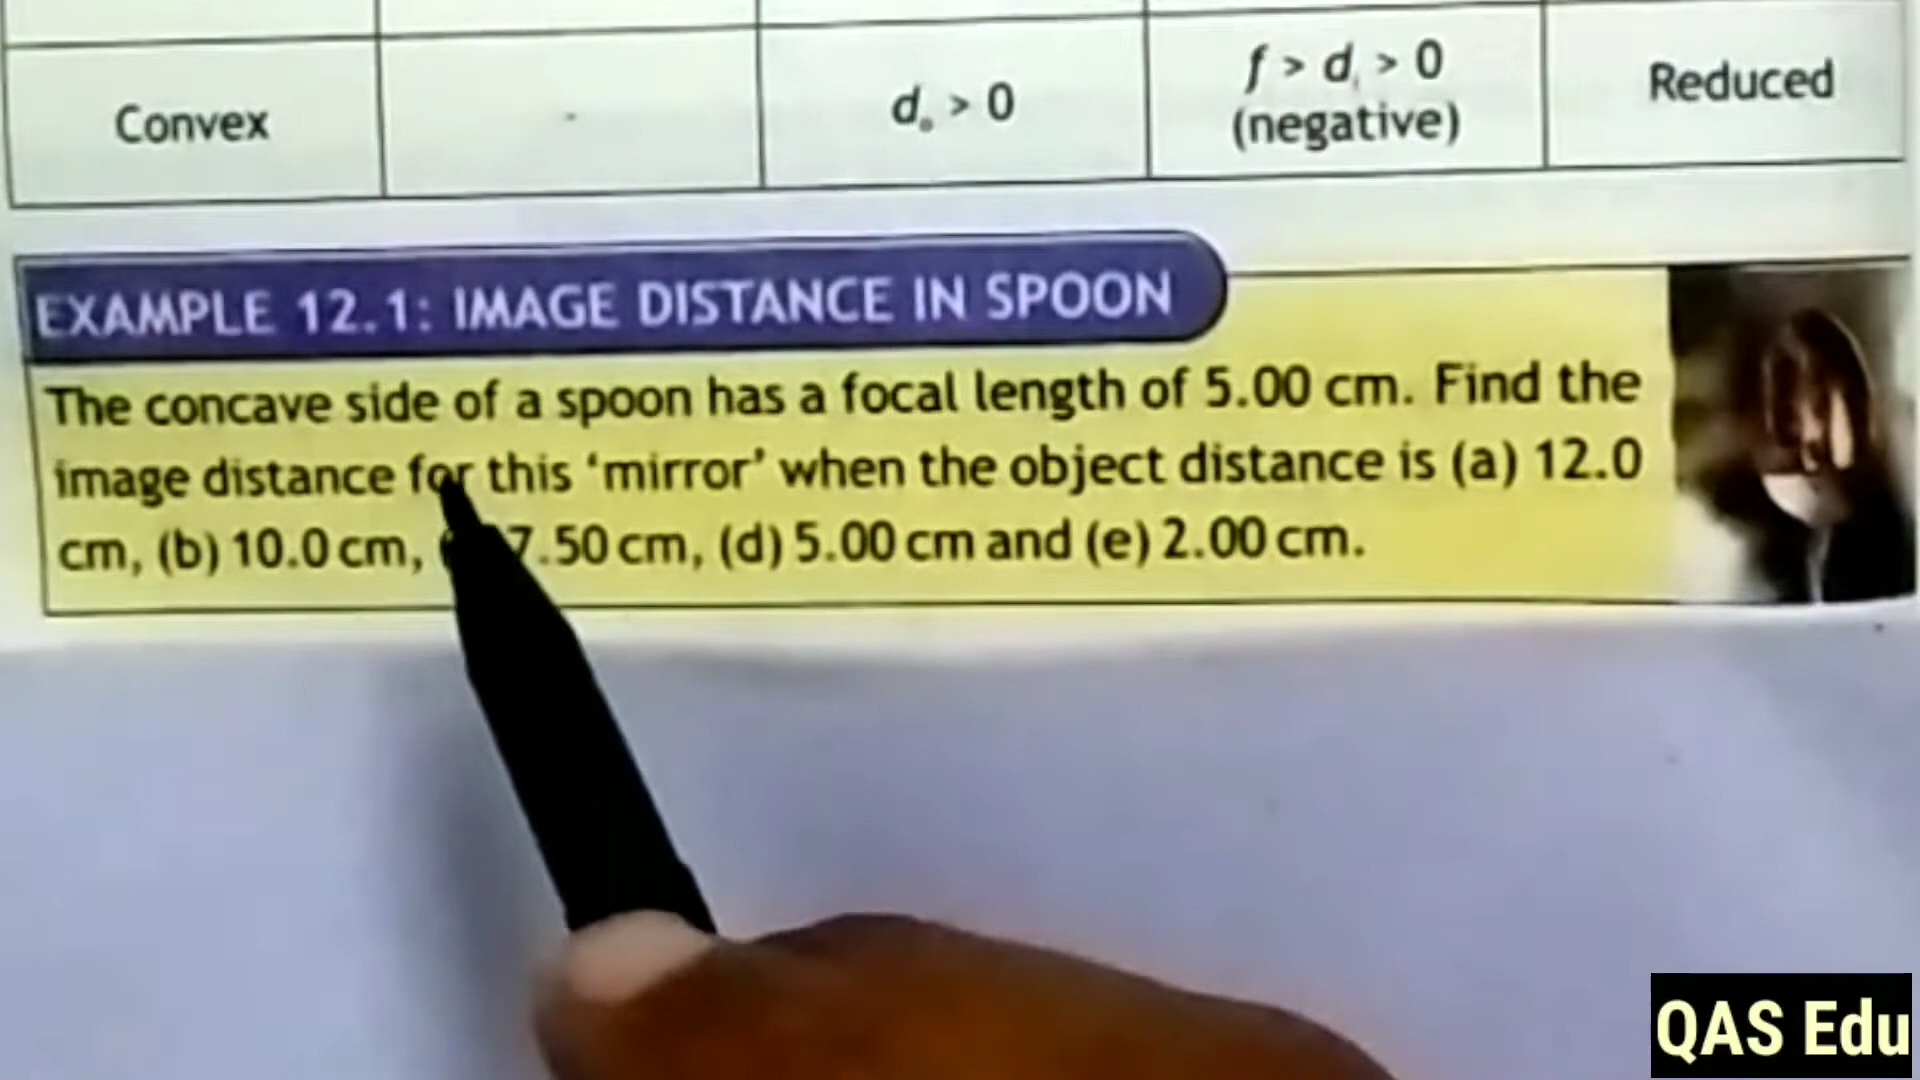 Convex
d₀ > 0
f > dᵢ > 0
(negative)
Reduced
EXAMPLE 12.1: IMAGE DISTANCE IN SPOON
The concave side of a spoon has a focal length of 5.00 cm. Find the
image distance for this ‘mirror’ when the object distance is (a) 12.0
cm, (b) 10.0 cm, 7.50 cm, (d) 5.00 cm and (e) 2.00 cm.
QAS Edu